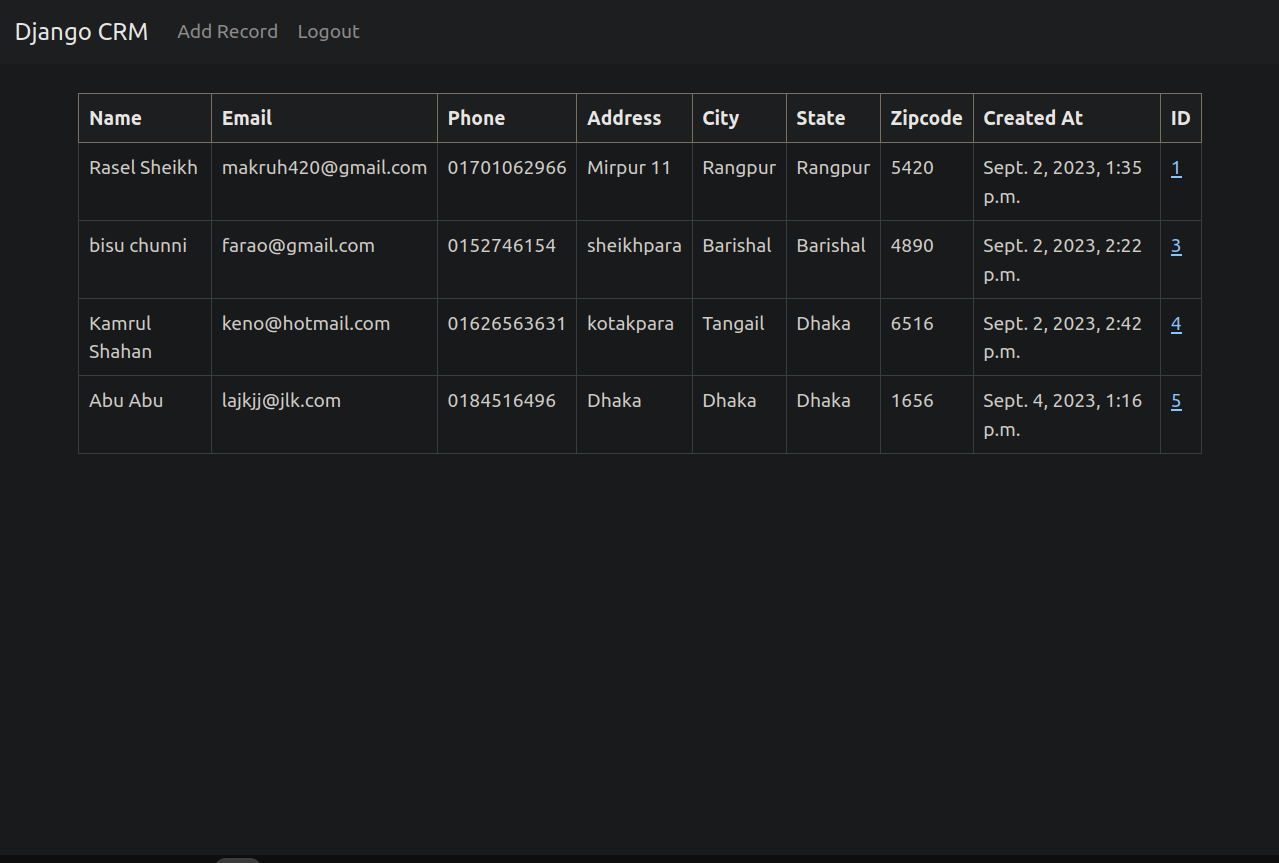 Django CRM Add Record Logout
Name Email Phone Address City State Zipcode Created At ID
Rasel Sheikh makruh420@gmail.com 01701062966 Mirpur 11 Rangpur Rangpur 5420 Sept. 2, 2023, 1:35 1
p.m.
bisu chunni farao@gmail.com 0152746154 sheikhpara Barishal Barishal 4890 Sept. 2, 2023, 2:22 3
p.m.
Kamrul keno@hotmail.com 01626563631 kotakpara Tangail Dhaka 6516 Sept. 2, 2023, 2:42 4
Shahan p.m.
Abu Abu lajkjj@jlk.com 0184516496 Dhaka Dhaka Dhaka 1656 Sept. 4, 2023, 1:16 5
p.m.